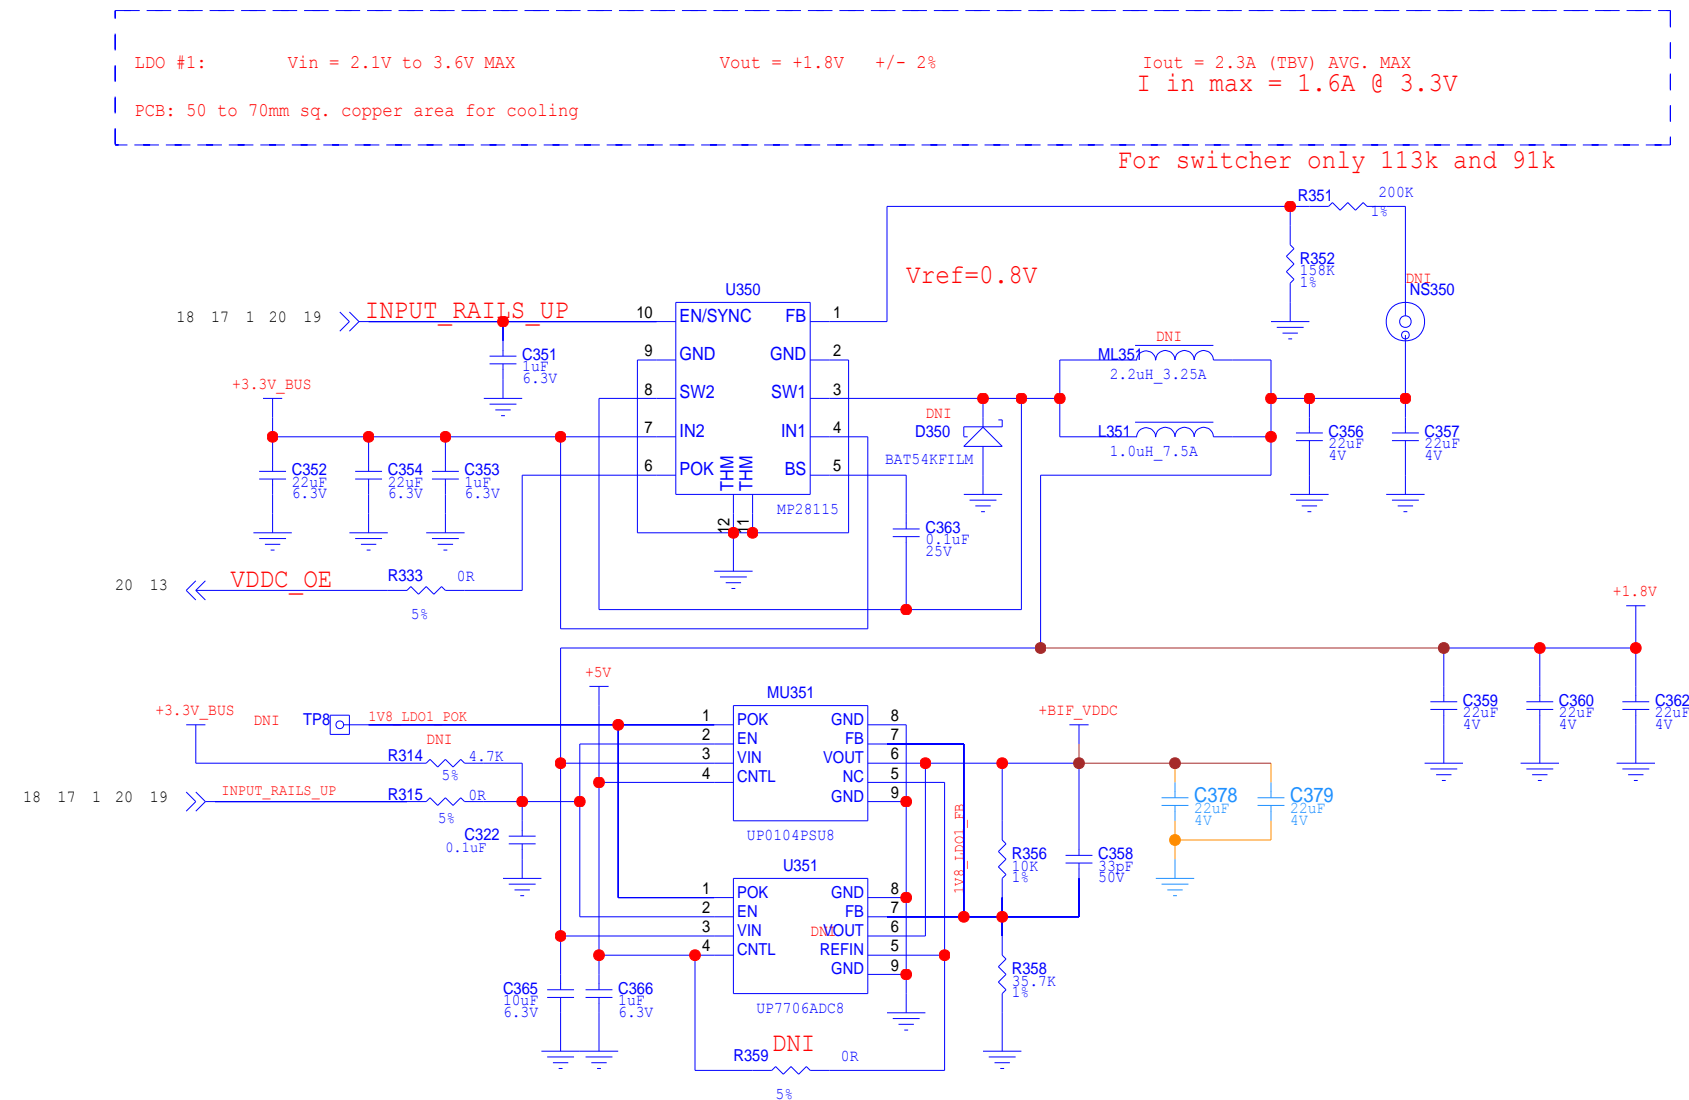 LDO #1: Vin = 2.1V to 3.6V MAX Vout = +1.8V +/- 2% Iout = 2.3A (TBV) AVG. MAX
I in max = 1.6A @ 3.3V
PCB: 50 to 70mm sq. copper area for cooling
For switcher only 113k and 91k
R351 200K
1%
R352
158K
1%
Vref=0.8V
DNI
NS350
U350
18 17 1 20 19 INPUT_RAILS_UP
10 EN/SYNC FB 1
9 GND GND 2
8 SW2 SW1 3
7 IN2 IN1 4
6 POK BS 5
THM THM
12 11
MP28115
C351
1uF
6.3V
+3.3V_BUS
C352
22uF
6.3V
C354
22uF
6.3V
C353
1uF
6.3V
DNI
ML351
2.2uH_3.25A
L351
1.0uH_7.5A
DNI
D350
BAT54KFILM
C356
22uF
4V
C357
22uF
4V
C363
0.1uF
25V
20 13 VDDC_OE R333 0R
5%
+1.8V
C359
22uF
4V
C360
22uF
4V
C362
22uF
4V
+5V
+3.3V_BUS DNI TP8 1V8_LDO1_POK
DNI
R314 4.7K
5%
18 17 1 20 19 INPUT_RAILS_UP R315 0R
5%
C322
0.1uF
MU351
1 POK GND 8
2 EN FB 7
3 VIN VOUT 6
4 CNTL NC 5
GND 9
UP0104PSU8
+BIF_VDDC
C378
22uF
4V
C379
22uF
4V
1V8_LDO1_FB
R356
10K
1%
C358
33pF
50V
U351
1 POK GND 8
2 EN FB 7
3 VIN DNI VOUT 6
4 CNTL REFIN 5
GND 9
UP7706ADC8
R358
35.7K
1%
C365
10uF
6.3V
C366
1uF
6.3V
DNI
R359 0R
5%